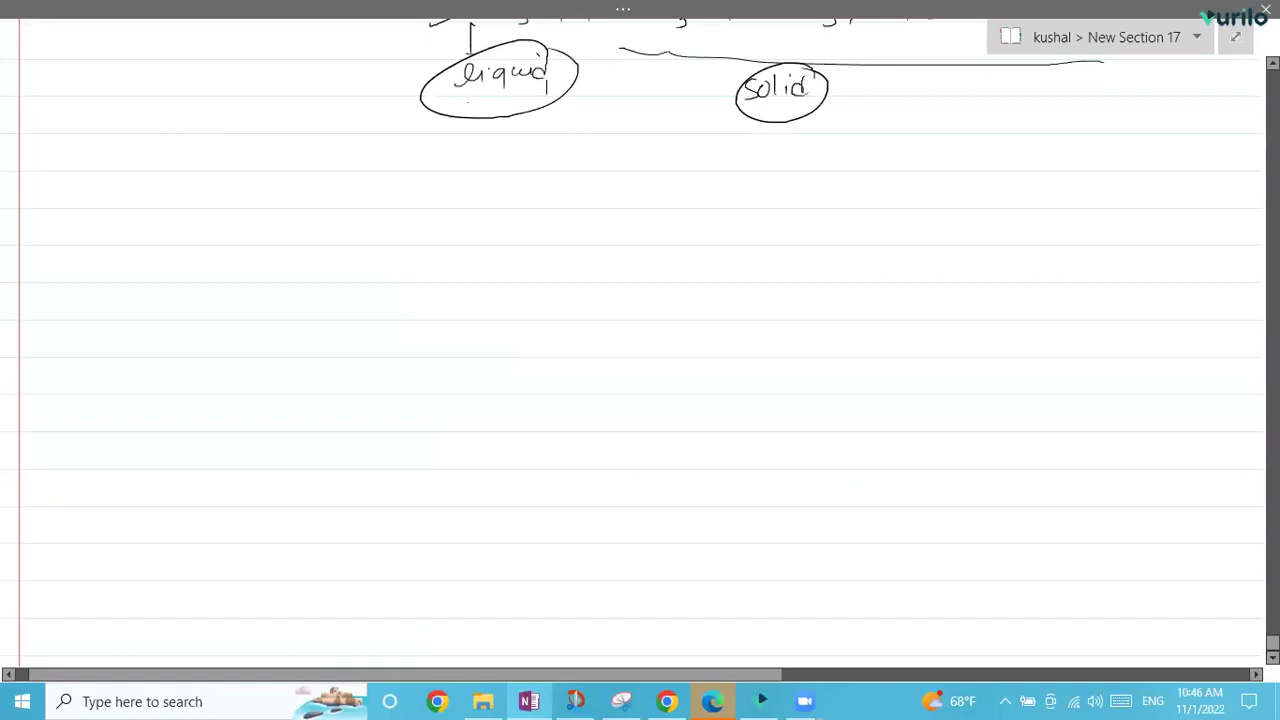 vurilo
kushal > New Section 17
liquid
solid
Type here to search
68°F
ENG
10:46 AM
11/1/2022